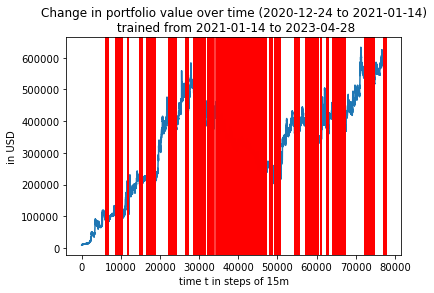 Change in portfolio value over time (2020-12-24 to 2021-01-14)
trained from 2021-01-14 to 2023-04-28
in USD
600000
500000
400000
300000
200000
100000
0
0 10000 20000 30000 40000 50000 60000 70000 80000
time t in steps of 15m